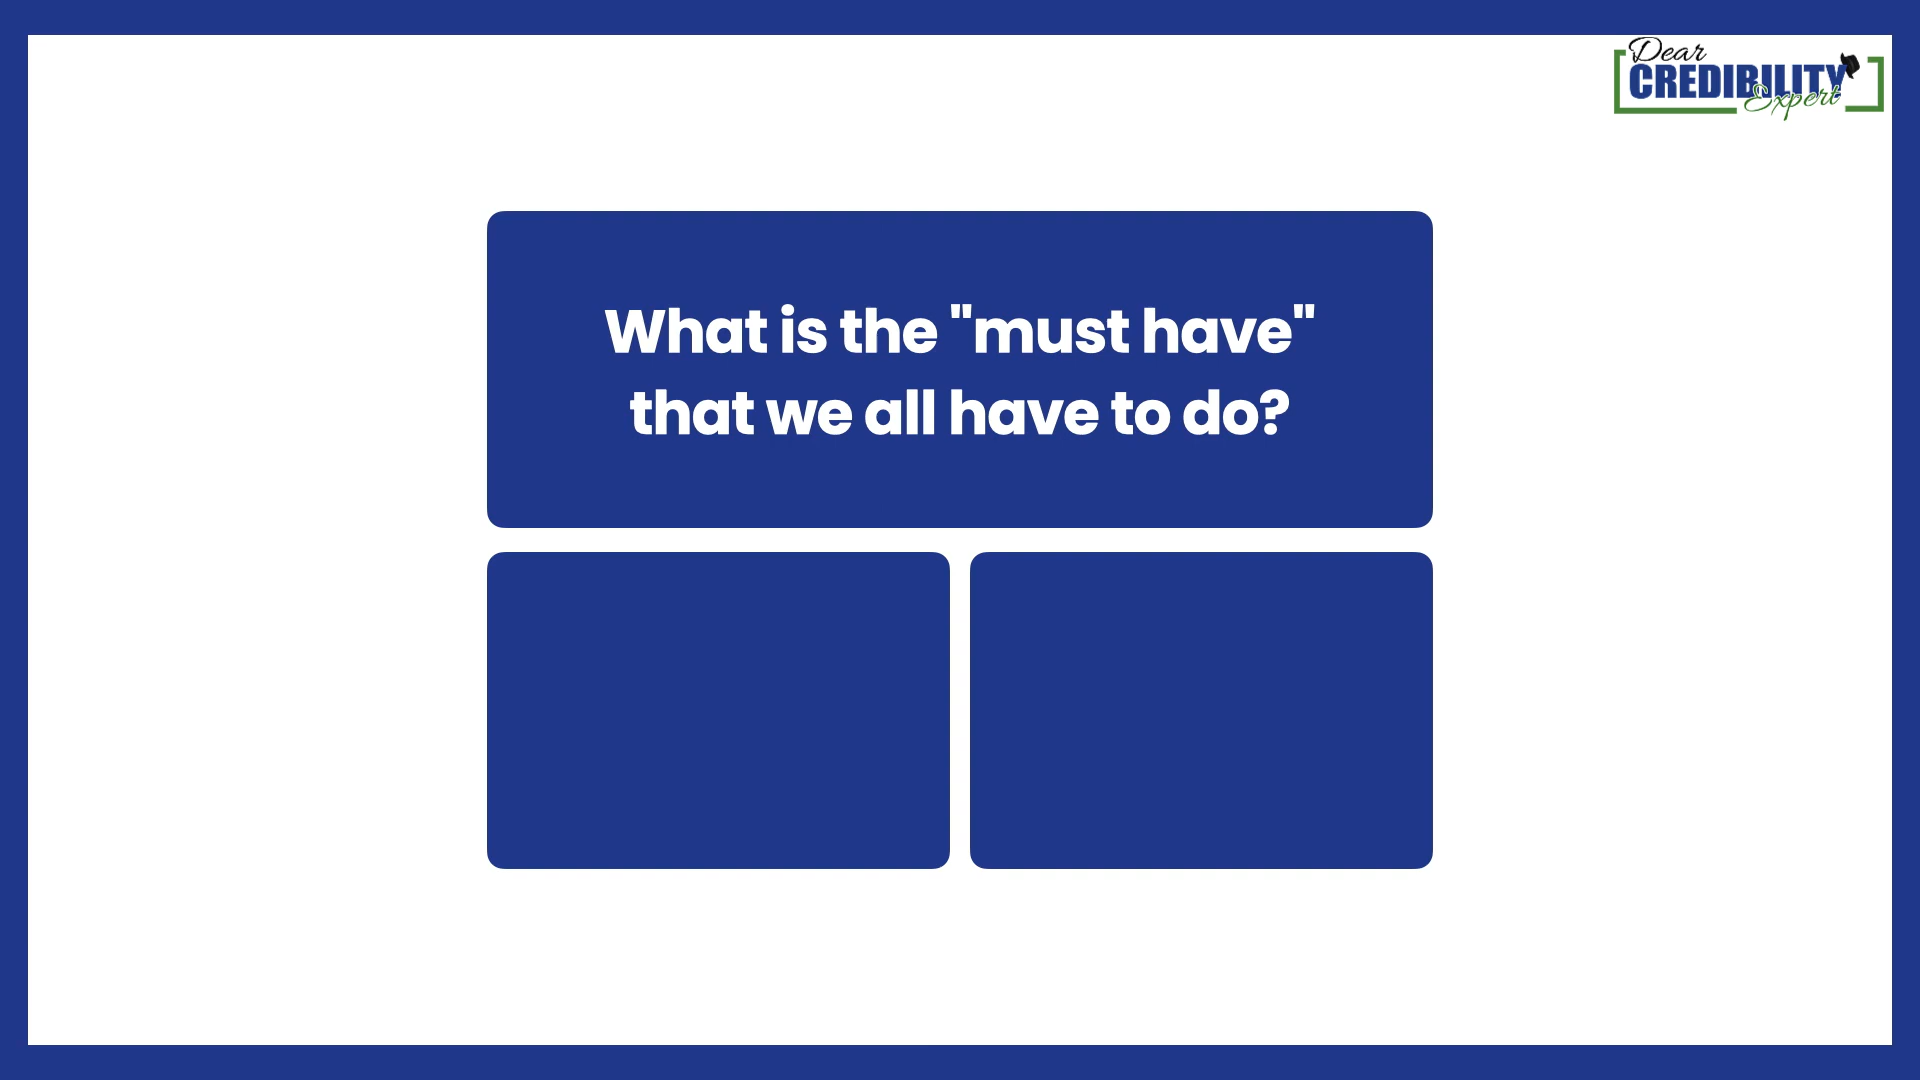 Dear
CREDIBILITY
Expert
What is the "must have"
that we all have to do?